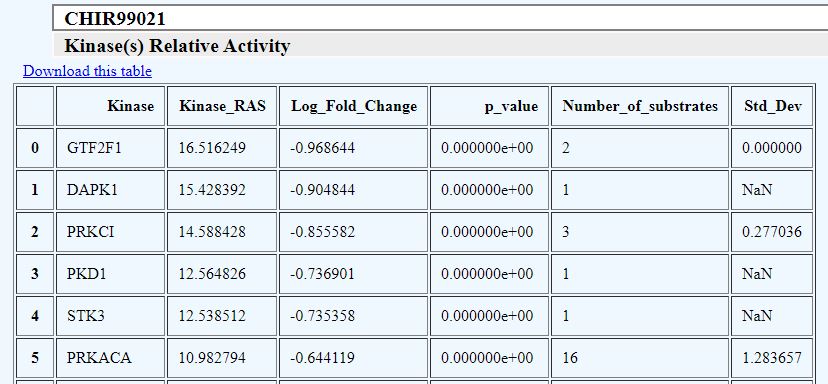 CHIR99021
Kinase(s) Relative Activity
Download this table
Kinase Kinase_RAS Log_Fold_Change p_value Number_of_substrates Std_Dev
0 GTF2F1 16.516249 -0.968644 0.000000e+00 2 0.000000
1 DAPK1 15.428392 -0.904844 0.000000e+00 1 NaN
2 PRKCI 14.588428 -0.855582 0.000000e+00 3 0.277036
3 PKD1 12.564826 -0.736901 0.000000e+00 1 NaN
4 STK3 12.538512 -0.735358 0.000000e+00 1 NaN
5 PRKACA 10.982794 -0.644119 0.000000e+00 16 1.283657